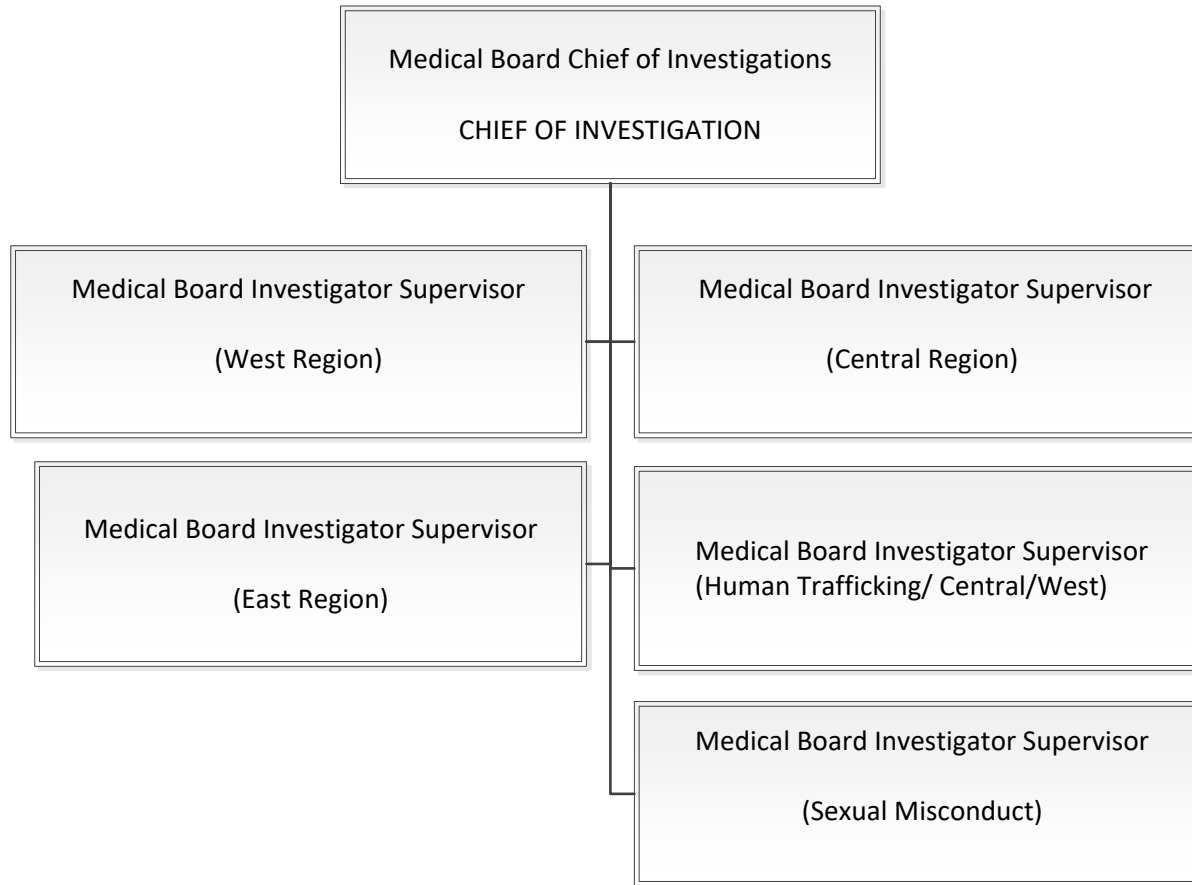 Medical Board Chief of Investigations
CHIEF OF INVESTIGATION
Medical Board Investigator Supervisor
(West Region)
Medical Board Investigator Supervisor
(Central Region)
Medical Board Investigator Supervisor
(East Region)
Medical Board Investigator Supervisor
(Human Trafficking/ Central/West)
Medical Board Investigator Supervisor
(Sexual Misconduct)